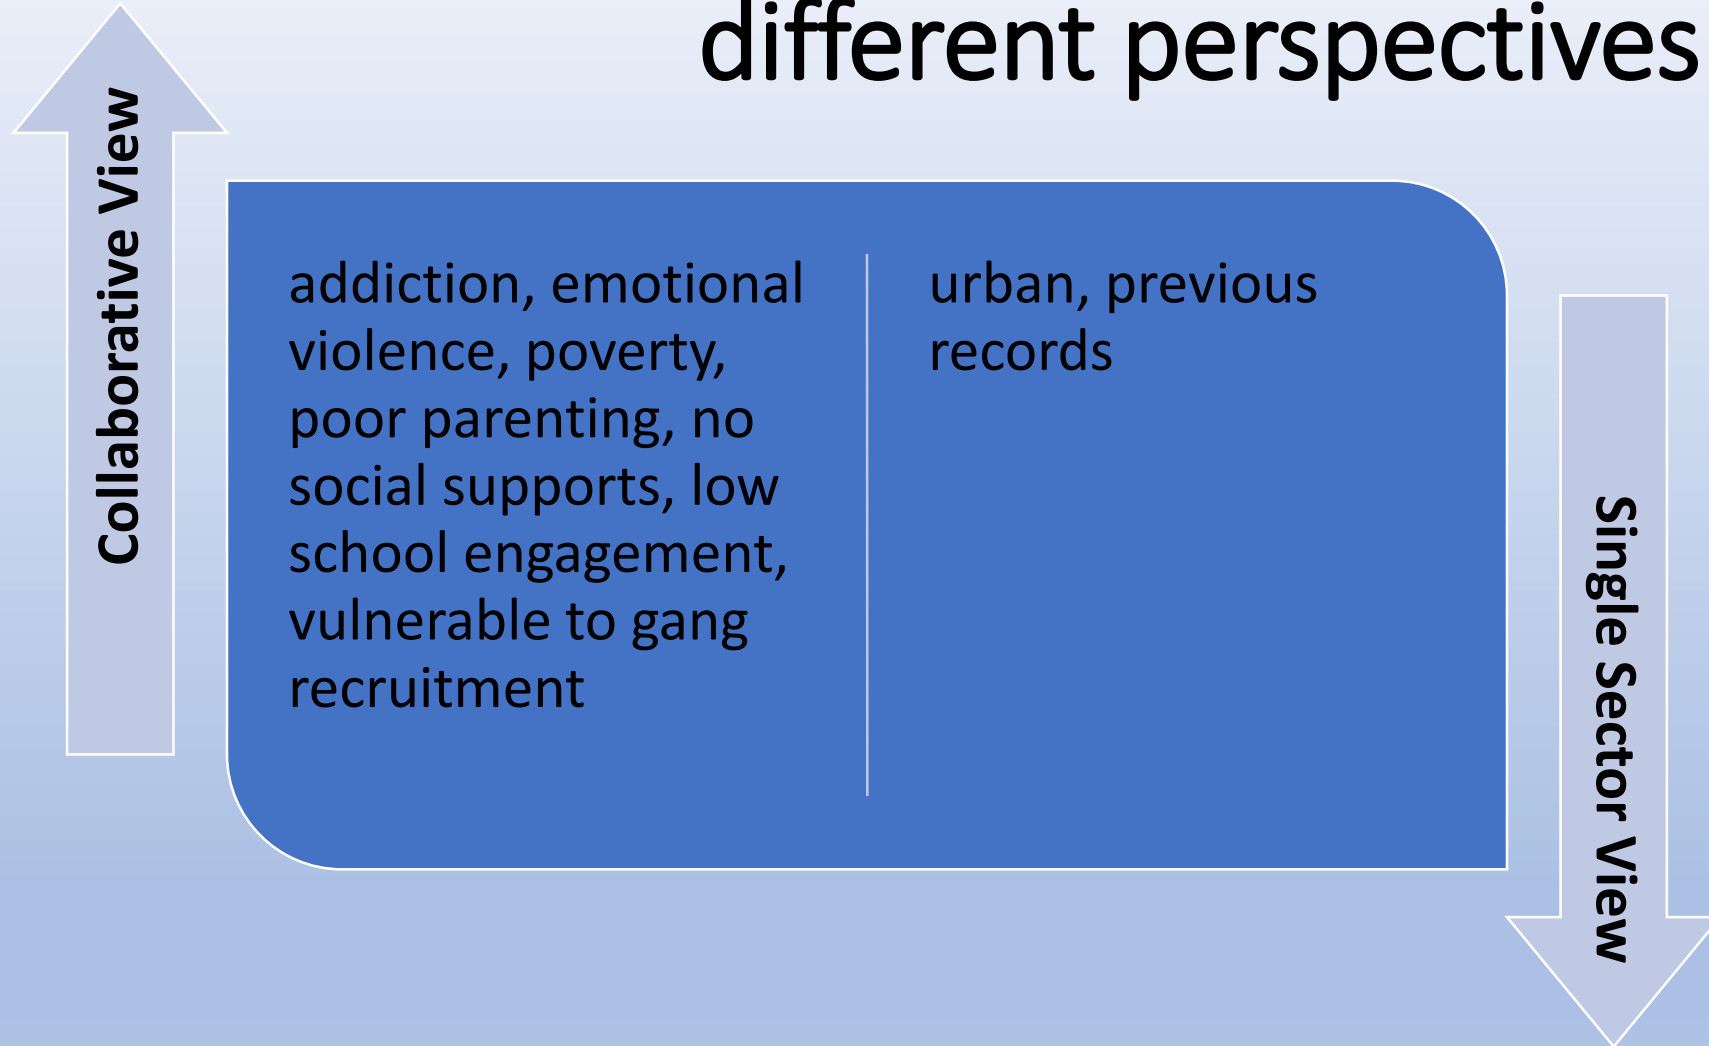 different perspectives
Collaborative View
addiction, emotional
violence, poverty,
poor parenting, no
social supports, low
school engagement,
vulnerable to gang
recruitment
urban, previous
records
Single Sector View